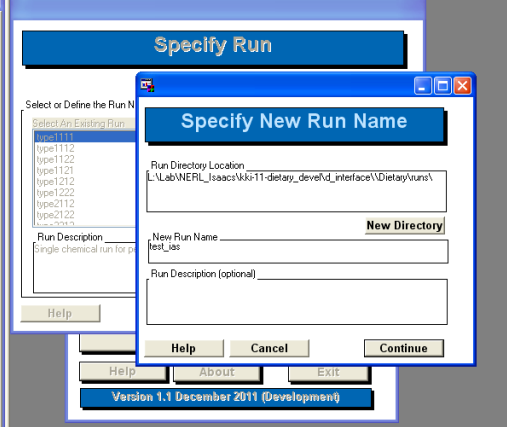 Specify Run
Select or Define the Run N
Select An Existing Run
type1111
type1112
type1122
type1121
type1212
type1222
type2112
type2122
type2212
Run Description
Single chemical run for pe
Help
Specify New Run Name
Run Directory Location
L:\Lab\NERL_Isaacs\kki-11-dietary_devel\d_interface\\Dietary\runs\
New Directory
New Run Name
test_ias
Run Description (optional)
Help Cancel Continue
Help About Exit
Version 1.1 December 2011 (Development)